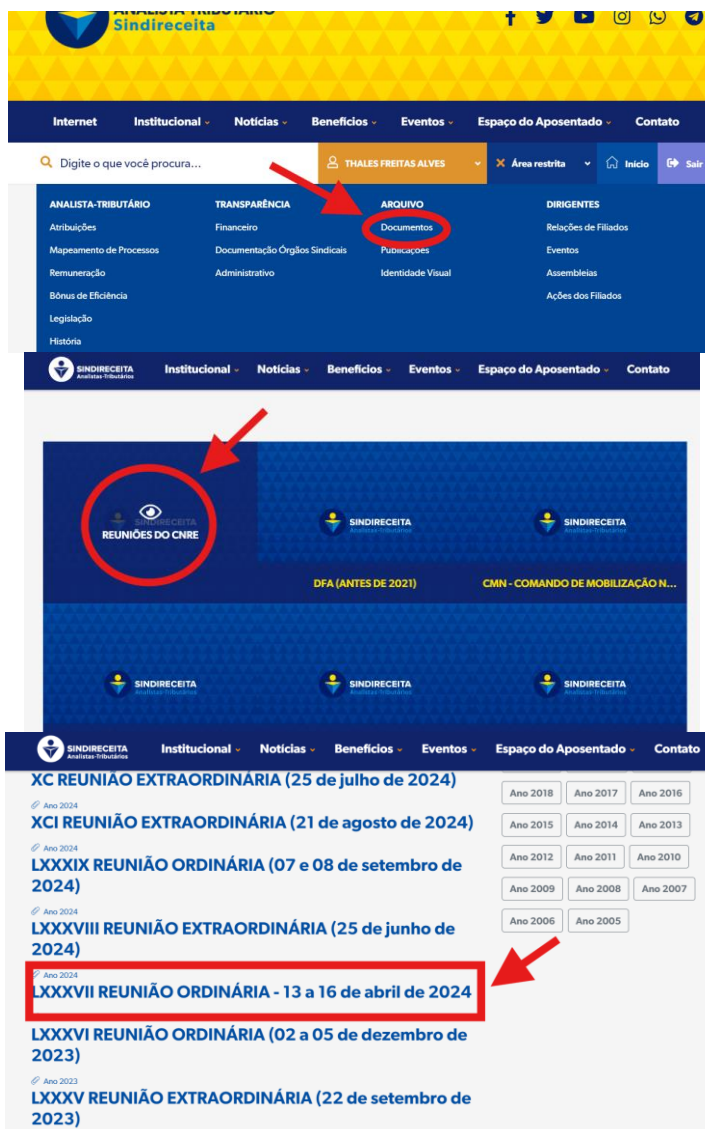 ANALISTA-TRIBUTÁRIO
Sindireceita
Internet Institucional Notícias Benefícios Eventos Espaço do Aposentado Contato
Digite o que você procura... THALES FREITAS ALVES Área restrita Início Sair
ANALISTA-TRIBUTÁRIO TRANSPARÊNCIA ARQUIVO DIRIGENTES
Atribuições Financeiro Documentos Relações de Filiados
Mapeamento de Processos Documentação Órgãos Sindicais Publicações Eventos
Remuneração Administrativo Identidade Visual Assembleias
Bônus de Eficiência Ações dos Filiados
Legislação
História
SINDIRECEITA Institucional Notícias Benefícios Eventos Espaço do Aposentado Contato
Analistas-Tributários
SINDIRECEITA SINDIRECEITA SINDIRECEITA
Analistas-Tributários Analistas-Tributários
REUNIÕES DO CNRE
DFA (ANTES DE 2021) CMN - COMANDO DE MOBILIZAÇÃO N...
SINDIRECEITA SINDIRECEITA SINDIRECEITA
Analistas-Tributários Analistas-Tributários Analistas-Tributários
SINDIRECEITA Institucional Notícias Benefícios Eventos Espaço do Aposentado Contato
Analistas-Tributários
XC REUNIÃO EXTRAORDINÁRIA (25 de julho de 2024)
Ano 2024
XCI REUNIÃO EXTRAORDINÁRIA (21 de agosto de 2024)
Ano 2024
LXXXIX REUNIÃO ORDINÁRIA (07 e 08 de setembro de
2024)
Ano 2024
LXXXVIII REUNIÃO EXTRAORDINÁRIA (25 de junho de
2024)
Ano 2024
LXXXVII REUNIÃO ORDINÁRIA - 13 a 16 de abril de 2024
LXXXVI REUNIÃO ORDINÁRIA (02 a 05 de dezembro de
2023)
Ano 2023
LXXXV REUNIÃO EXTRAORDINÁRIA (22 de setembro de
2023)
Ano 2018 Ano 2017 Ano 2016
Ano 2015 Ano 2014 Ano 2013
Ano 2012 Ano 2011 Ano 2010
Ano 2009 Ano 2008 Ano 2007
Ano 2006 Ano 2005